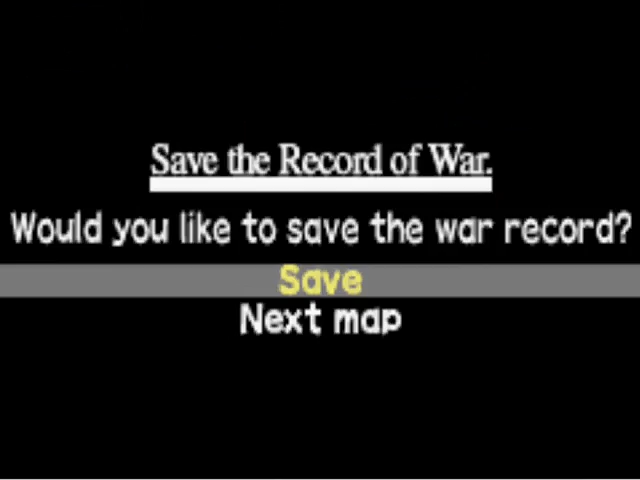 Save the Record of War.
Would you like to save the war record?
Save
Next map